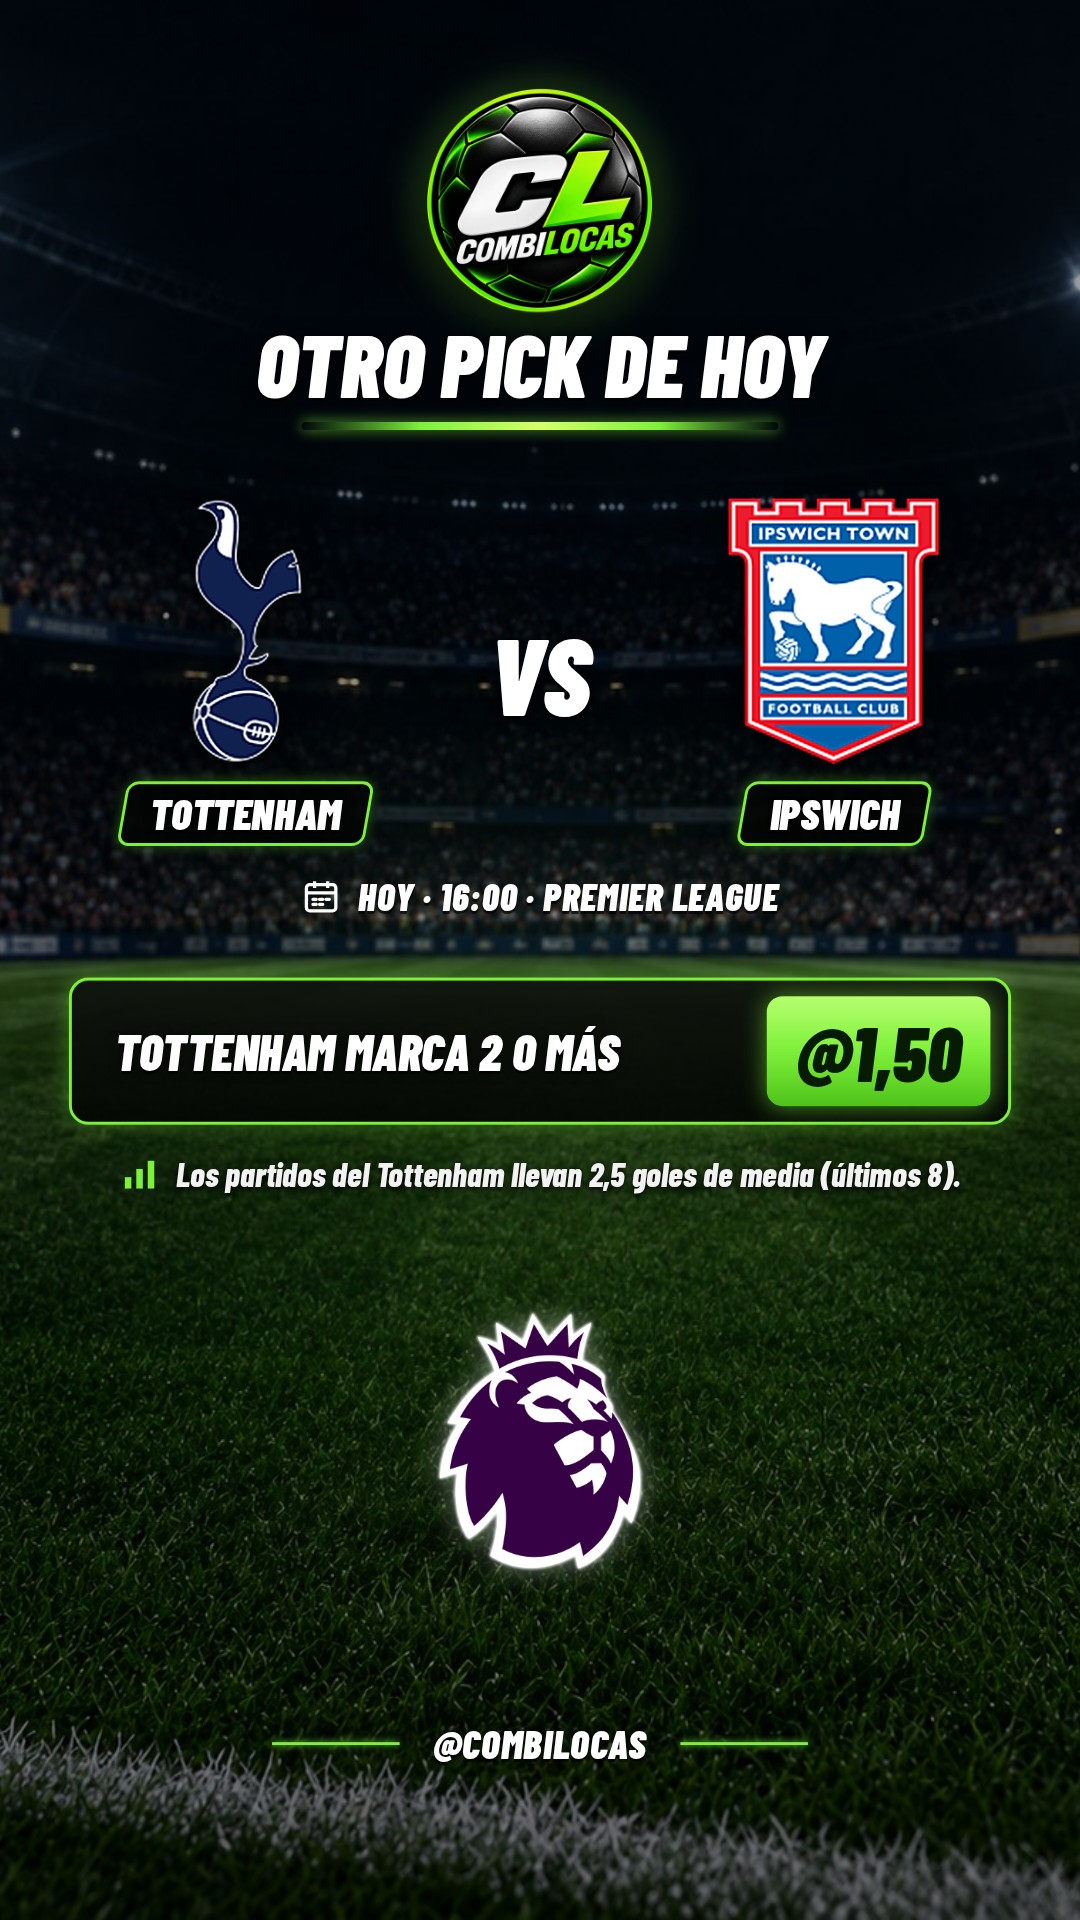 CL
COMBILOCAS
OTRO PICK DE HOY
IPSWICH TOWN
FOOTBALL CLUB
VS
TOTTENHAM
IPSWICH
HOY · 16:00 · PREMIER LEAGUE
TOTTENHAM MARCA 2 O MÁS
@1,50
Los partidos del Tottenham llevan 2,5 goles de media (últimos 8).
@COMBILOCAS